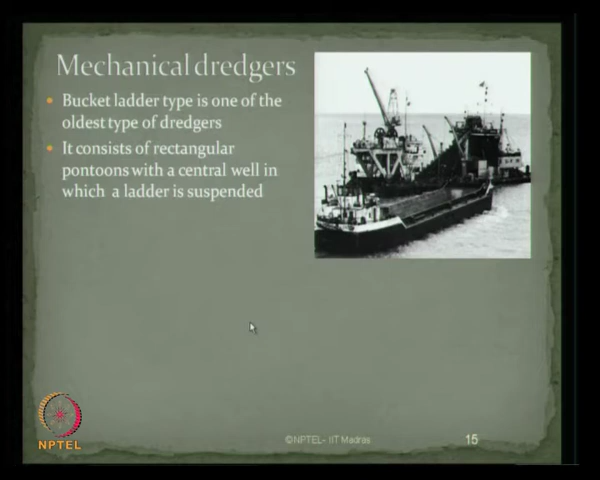 Mechanical dredgers
Bucket ladder type is one of the
oldest type of dredgers
It consists of rectangular
pontoons with a central well in
which a ladder is suspended
NPTEL
©NPTEL- IIT Madras
15